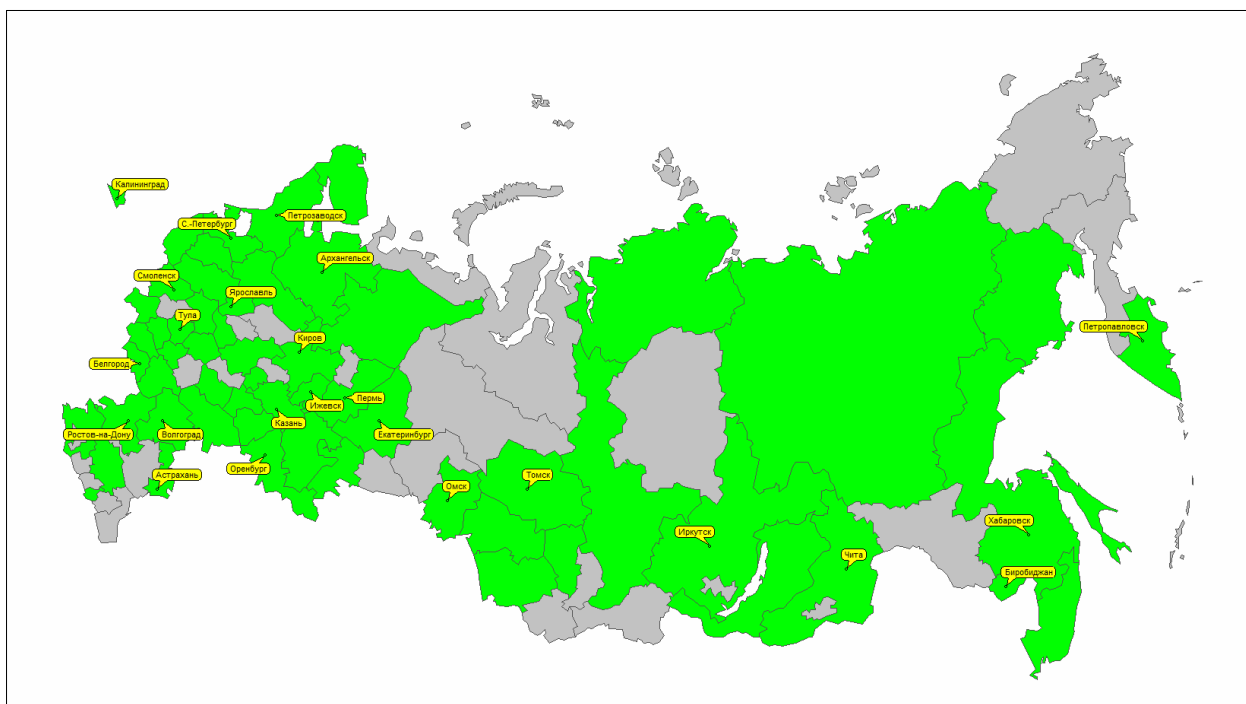 Калининград
С.-Петербург
Петрозаводск
Архангельск
Смоленск
Ярославль
Тула
Петропавловск
Киров
Белгород
Ижевск
Пермь
Казань
Ростов-на-Дону
Волгоград
Екатеринбург
Оренбург
Астрахань
Томск
Омск
Хабаровск
Иркутск
Чита
Биробиджан